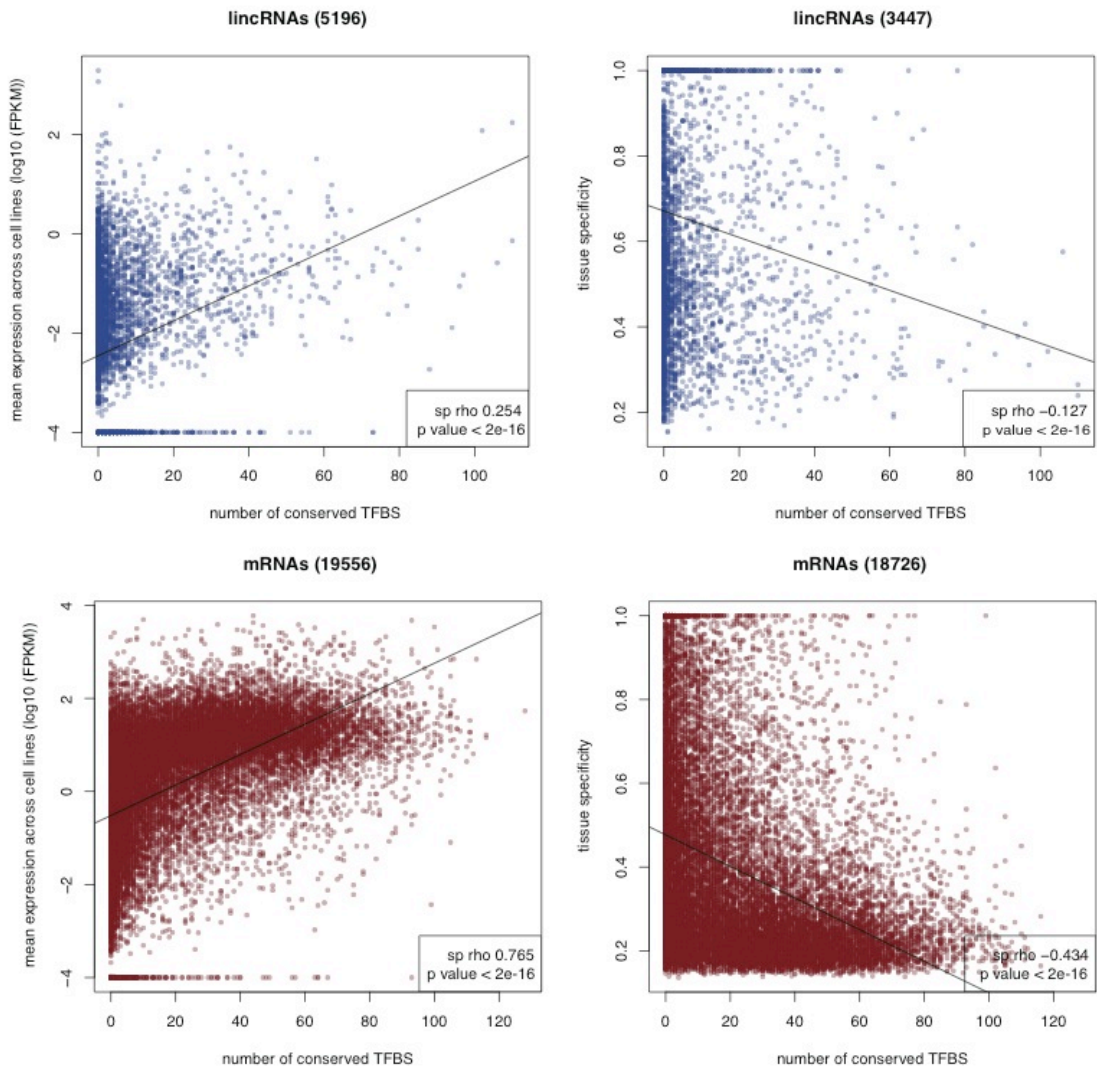 lincRNAs (5196)
mean expression across cell lines (log10 (FPKM))
2
0
−2
−4
sp rho 0.254
p value < 2e-16
0 20 40 60 80 100
number of conserved TFBS
lincRNAs (3447)
tissue specificity
1.0
0.8
0.6
0.4
0.2
sp rho −0.127
p value < 2e-16
0 20 40 60 80 100
number of conserved TFBS
mRNAs (19556)
mean expression across cell lines (log10 (FPKM))
4
2
0
−2
−4
sp rho 0.765
p value < 2e-16
0 20 40 60 80 100 120
number of conserved TFBS
mRNAs (18726)
tissue specificity
1.0
0.8
0.6
0.4
0.2
sp rho −0.434
p value < 2e-16
0 20 40 60 80 100 120
number of conserved TFBS